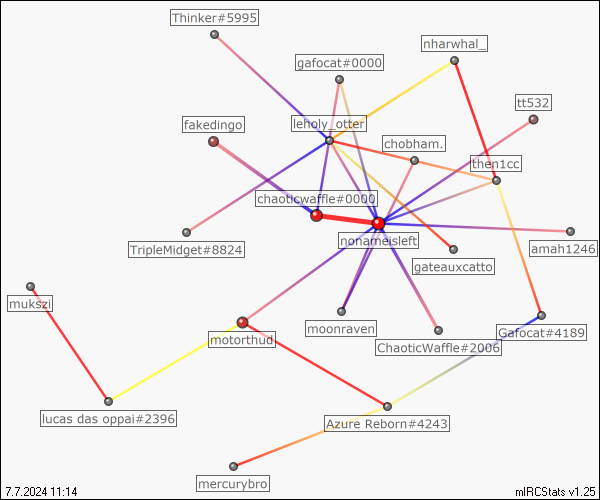 Thinker#5995
nharwhal_
gafocat#0000
tt532
fakedingo
leholy_otter
chobham.
then1cc
chaoticwaffle#0000
nonameisleft
TripleMidget#8824
amah1246
gateauxcatto
mukszi
moonraven
Gafocat#4189
motorthud
ChaoticWaffle#2006
lucas das oppai#2396
Azure Reborn#4243
mercurybro
7.7.2024 11:14
mIRCStats v1.25